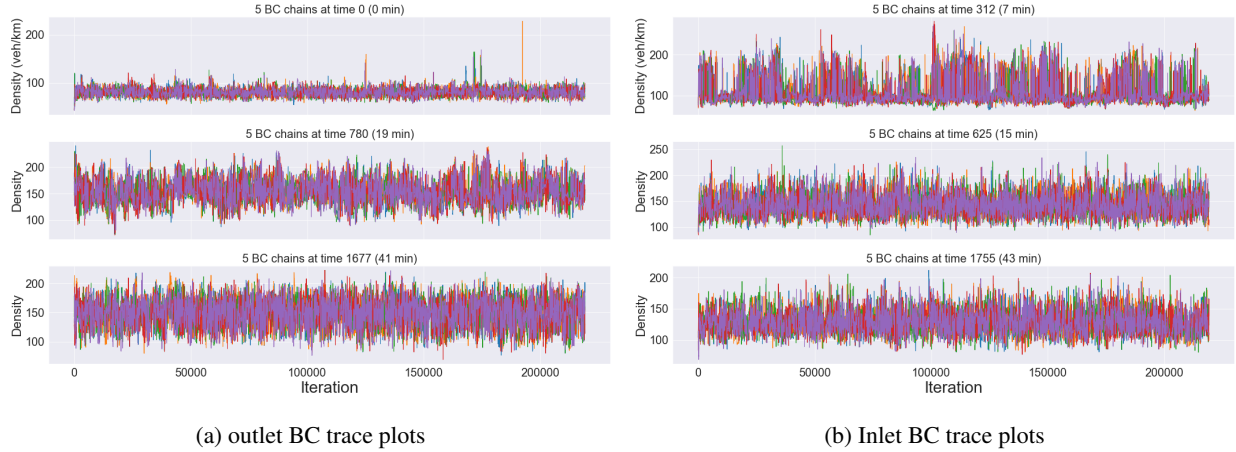 5 BC chains at time 0 (0 min)
Density (veh/km)
200
100
5 BC chains at time 780 (19 min)
Density
200
150
100
5 BC chains at time 1677 (41 min)
Density
200
150
100
0 50000 100000 150000 200000
Iteration
(a) outlet BC trace plots
5 BC chains at time 312 (7 min)
Density (veh/km)
200
100
5 BC chains at time 625 (15 min)
Density
250
200
150
100
5 BC chains at time 1755 (43 min)
Density
200
150
100
0 50000 100000 150000 200000
Iteration
(b) Inlet BC trace plots